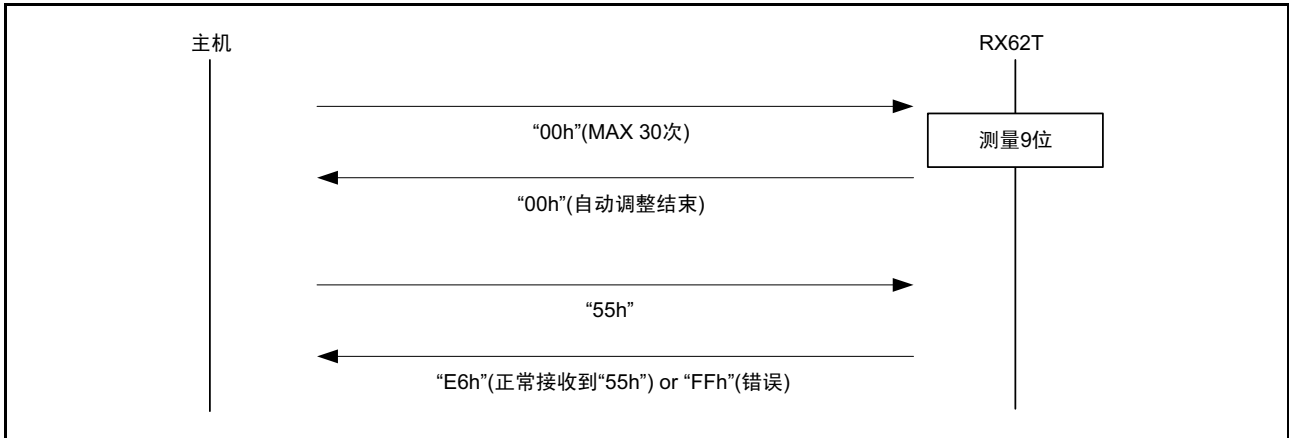 主机
RX62T
“00h”(MAX 30次)
测量9位
“00h”(自动调整结束)
“55h”
“E6h”(正常接收到“55h”) or “FFh”(错误)